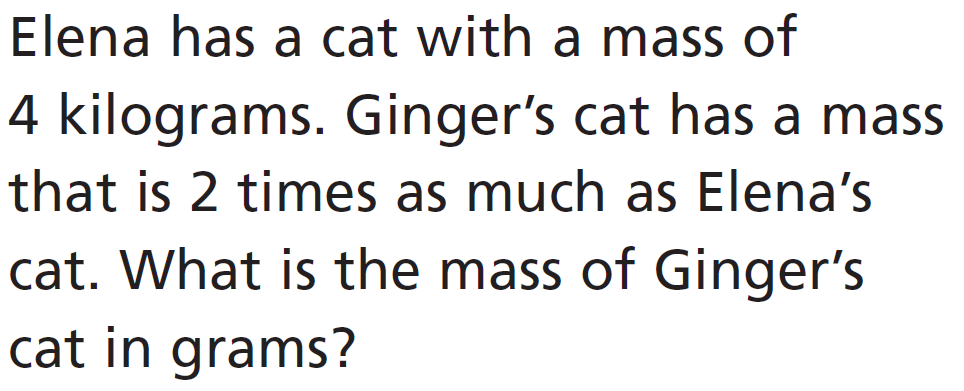 Elena has a cat with a mass of
4 kilograms. Ginger’s cat has a mass
that is 2 times as much as Elena’s
cat. What is the mass of Ginger’s
cat in grams?